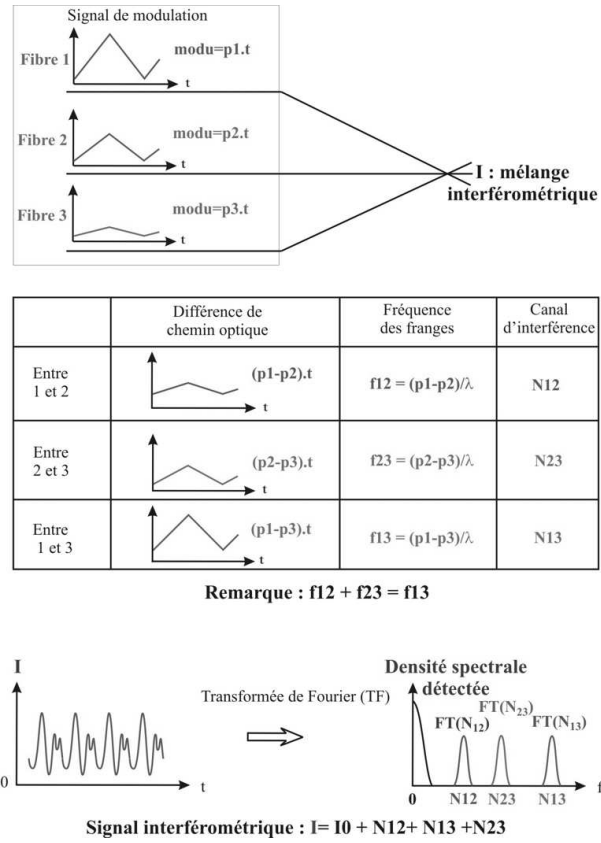 Signal de modulation
Fibre 1
modu=p1.t
t
Fibre 2
modu=p2.t
t
Fibre 3
modu=p3.t
t
I : mélange
interférométrique
Différence de
chemin optique
Fréquence
des franges
Canal
d'interférence
Entre
1 et 2
(p1-p2).t
t
f12 = (p1-p2)/λ
N12
Entre
2 et 3
(p2-p3).t
t
f23 = (p2-p3)/λ
N23
Entre
1 et 3
(p1-p3).t
t
f13 = (p1-p3)/λ
N13
Remarque : f12 + f23 = f13
I
0
t
Transformée de Fourier (TF)
Densité spectrale
détectée
FT(N23)
FT(N12)
FT(N13)
0 N12 N23 N13 f
Signal interférométrique : I= I0 + N12+ N13 +N23